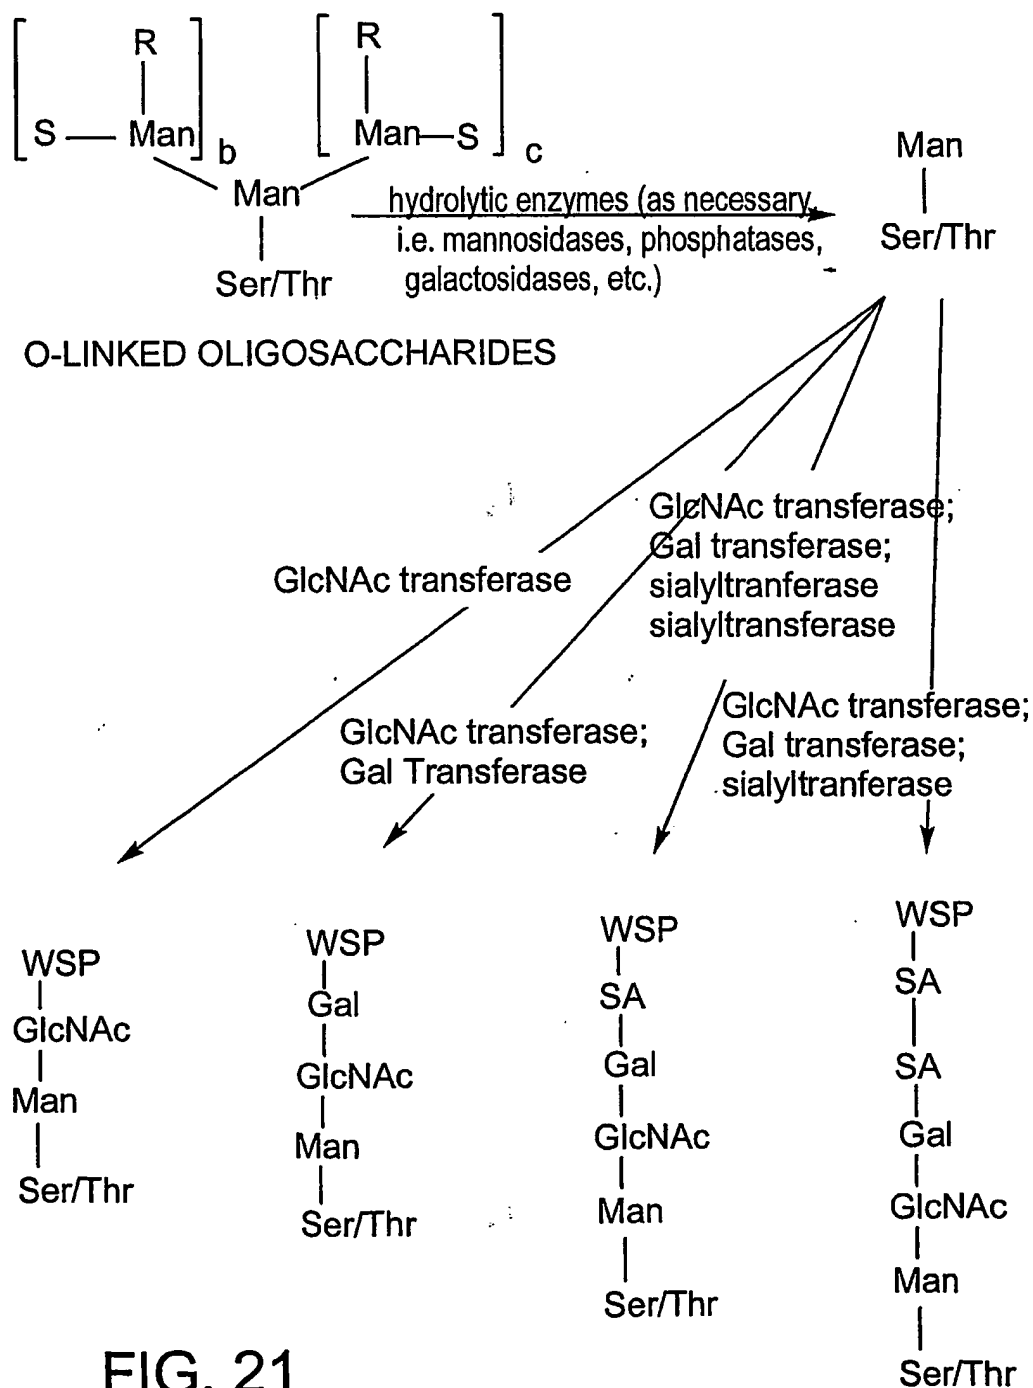 R
R
S Man b
Man S c
Man
Ser/Thr
O-LINKED OLIGOSACCHARIDES
hydrolytic enzymes (as necessary,
i.e. mannosidases, phosphatases,
galactosidases, etc.)
Man
Ser/Thr
GlcNAc transferase
GlcNAc transferase;
Gal Transferase
GlcNAc transferase;
Gal transferase;
sialyltranferase
sialyltransferase
GlcNAc transferase;
Gal transferase;
sialyltranferase
WSP
GlcNAc
Man
Ser/Thr
WSP
Gal
GlcNAc
Man
Ser/Thr
WSP
SA
Gal
GlcNAc
Man
Ser/Thr
WSP
SA
SA
Gal
GlcNAc
Man
Ser/Thr
FIG. 21